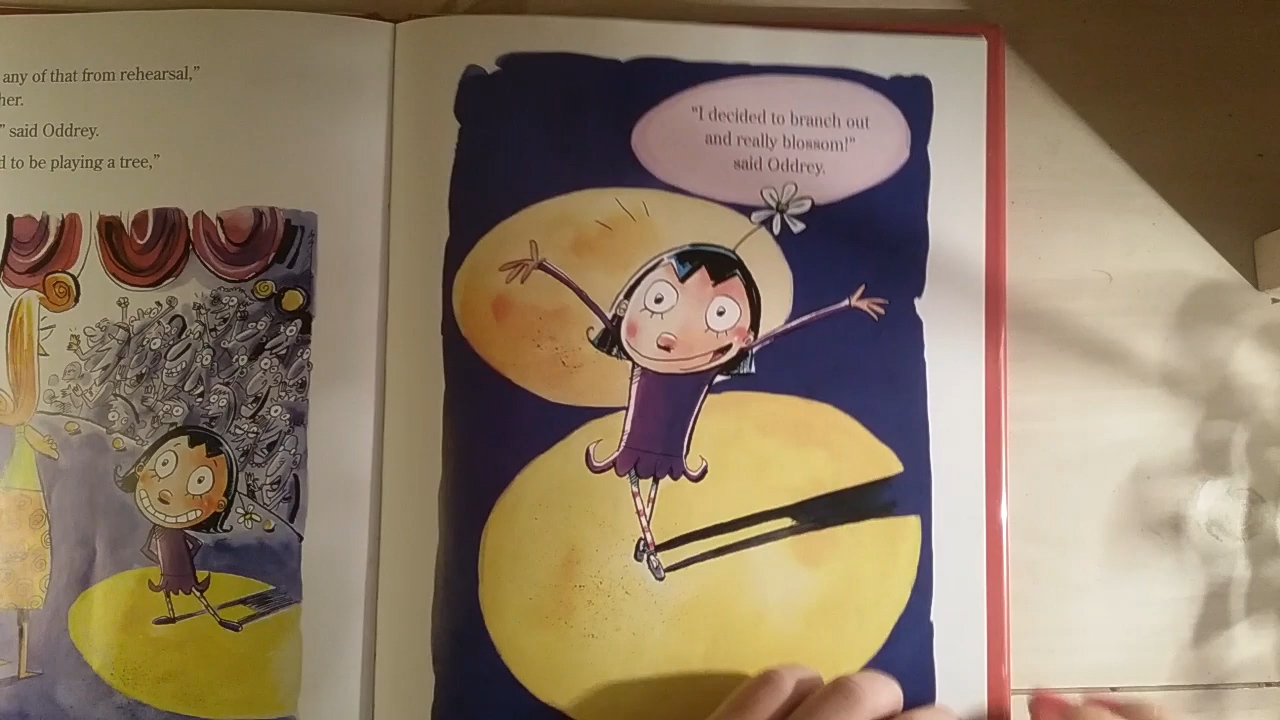 any of that from rehearsal,”
her.
” said Oddrey.
d to be playing a tree,”
“I decided to branch out
and really blossom!”
said Oddrey.